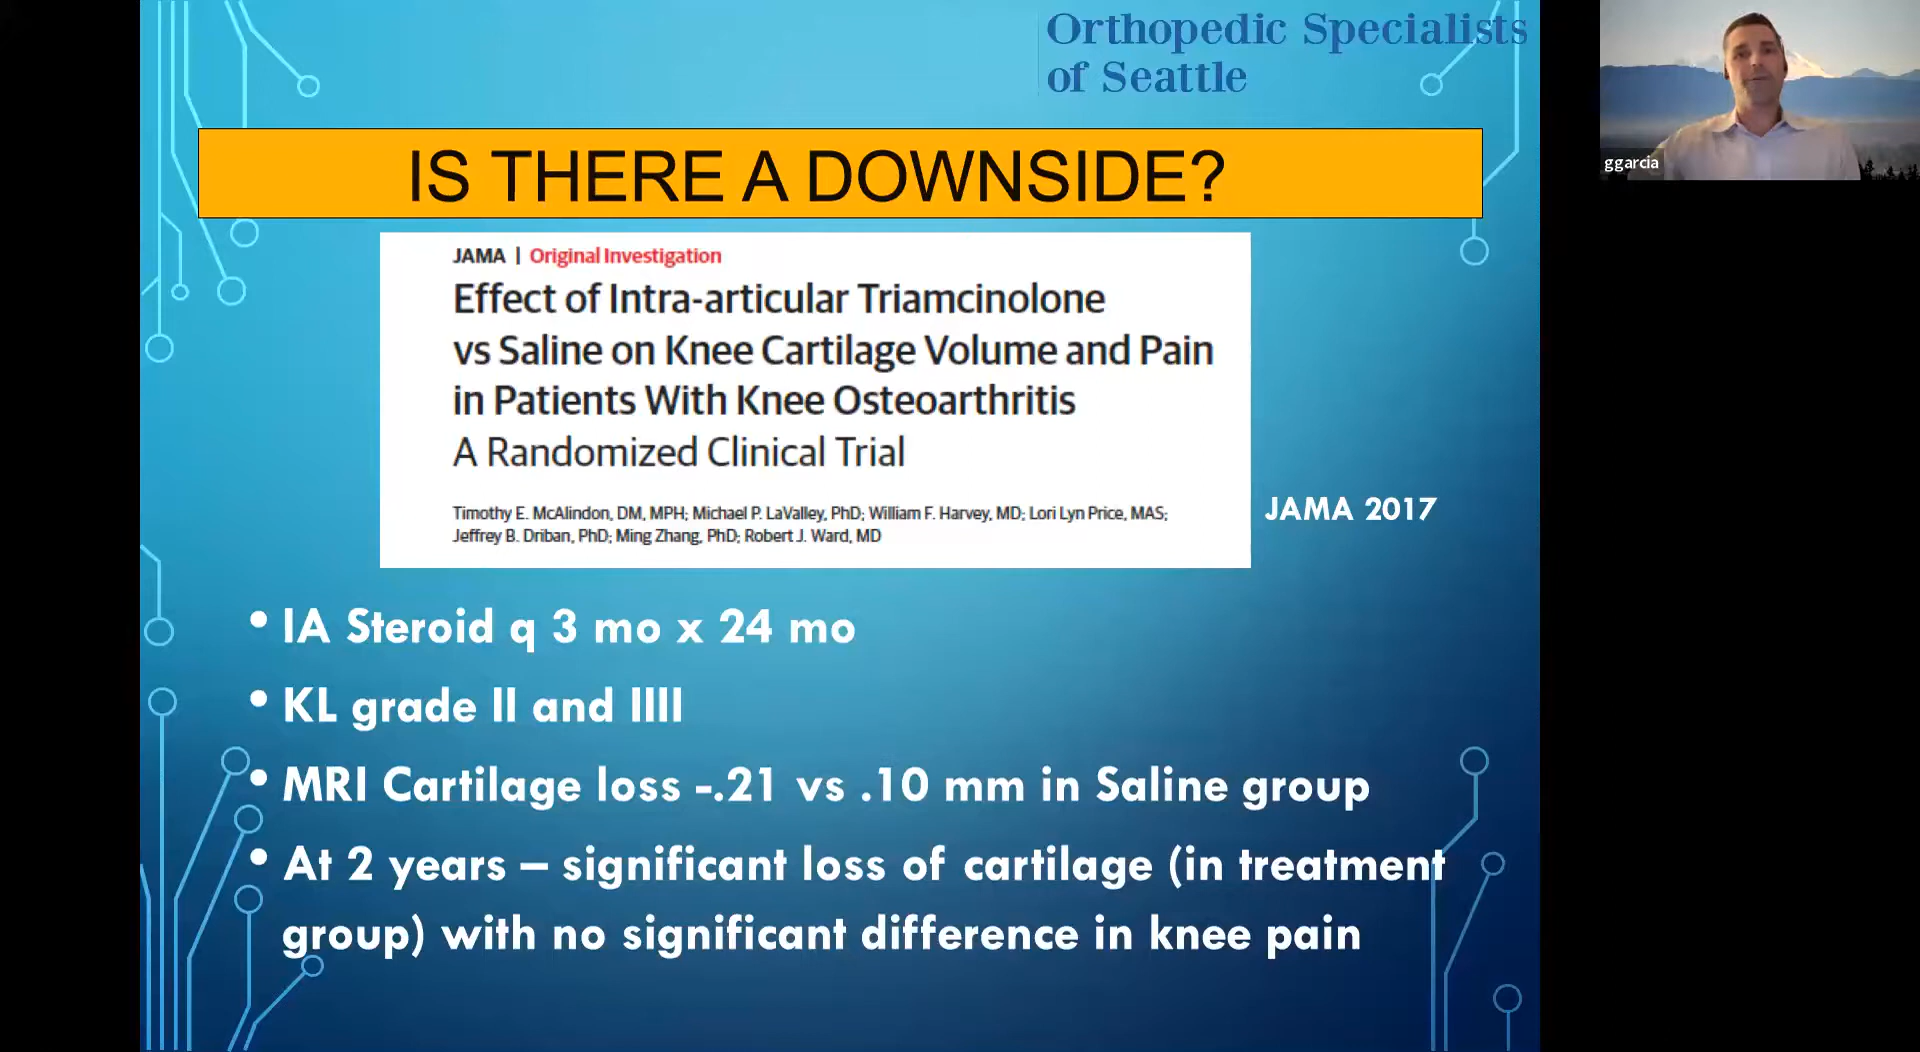 Orthopedic Specialists
of Seattle
ggarcia
IS THERE A DOWNSIDE?
JAMA | Original Investigation
Effect of Intra-articular Triamcinolone
vs Saline on Knee Cartilage Volume and Pain
in Patients With Knee Osteoarthritis
A Randomized Clinical Trial
Timothy E. McAlindon, DM, MPH; Michael P. LaValley, PhD; William F. Harvey, MD; Lori Lyn Price, MAS;
Jeffrey B. Driban, PhD; Ming Zhang, PhD; Robert J. Ward, MD
JAMA 2017
• IA Steroid q 3 mo x 24 mo
• KL grade II and IIII
• MRI Cartilage loss -.21 vs .10 mm in Saline group
• At 2 years – significant loss of cartilage (in treatment
group) with no significant difference in knee pain